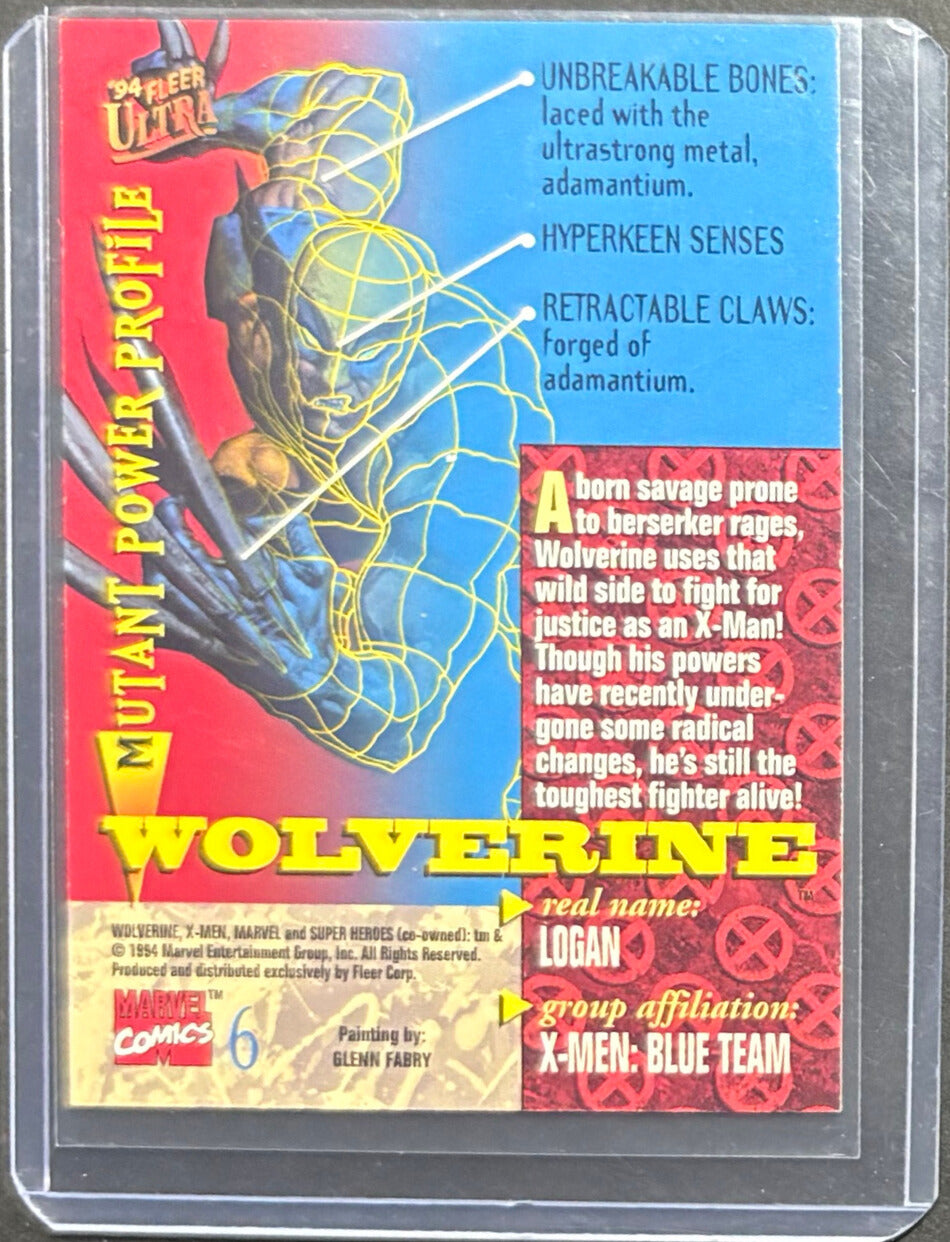 '94 FLEER
ULTRA
MUTANT POWER PROFiLE
UNBREAKABLE BONES:
laced with the
ultrastrong metal,
adamantium.
HYPERKEEN SENSES
RETRACTABLE CLAWS:
forged of
adamantium.
A born savage prone
to berserker rages,
Wolverine uses that
wild side to fight for
justice as an X-Man!
Though his powers
have recently under-
gone some radical
changes, he's still the
toughest fighter alive!
WOLVERINE™
real name:
LOGAN
group affiliation:
X-MEN: BLUE TEAM
WOLVERINE, X-MEN, MARVEL and SUPER HEROES (co-owned): tm &
© 1994 Marvel Entertainment Group, Inc. All Rights Reserved.
Produced and distributed exclusively by Fleer Corp.
MARVEL™
COMICS
M
6
Painting by:
GLENN FABRY